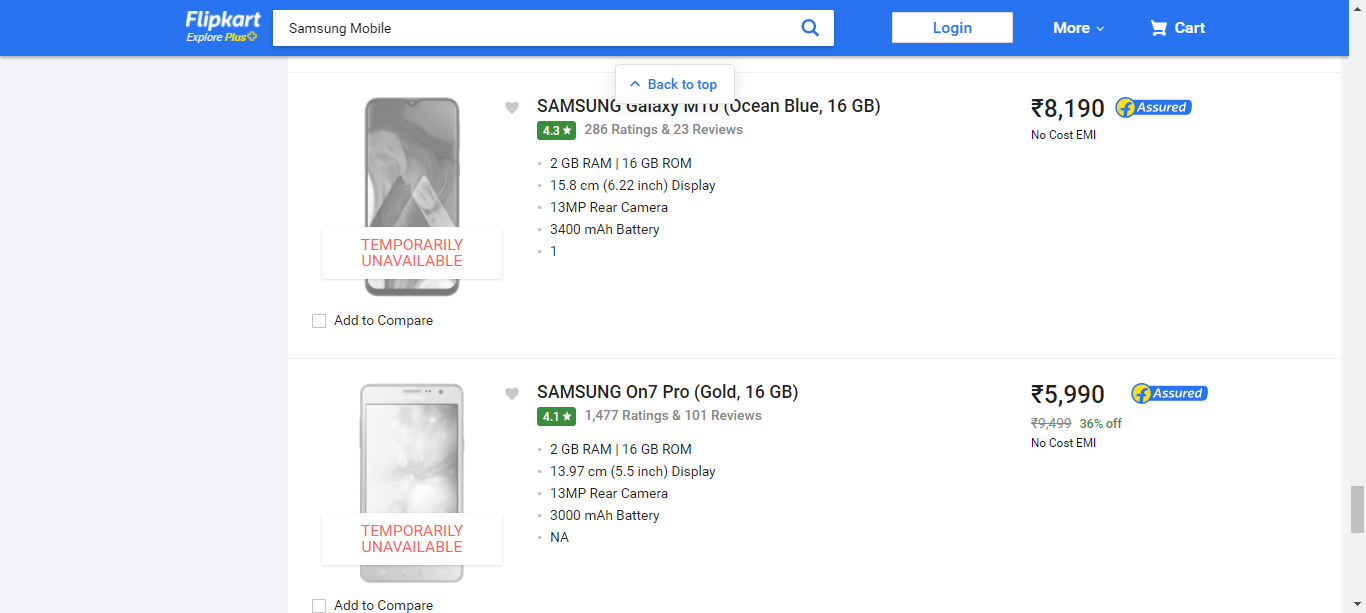 Flipkart
Explore Plus
Samsung Mobile
Login
More
Cart
Back to top
SAMSUNG Galaxy M10 (Ocean Blue, 16 GB)
4.3 ★ 286 Ratings & 23 Reviews
2 GB RAM | 16 GB ROM
15.8 cm (6.22 inch) Display
13MP Rear Camera
3400 mAh Battery
1
₹8,190 Assured
No Cost EMI
TEMPORARILY
UNAVAILABLE
Add to Compare
SAMSUNG On7 Pro (Gold, 16 GB)
4.1 ★ 1,477 Ratings & 101 Reviews
2 GB RAM | 16 GB ROM
13.97 cm (5.5 inch) Display
13MP Rear Camera
3000 mAh Battery
NA
₹5,990 Assured
₹9,499 36% off
No Cost EMI
TEMPORARILY
UNAVAILABLE
Add to Compare